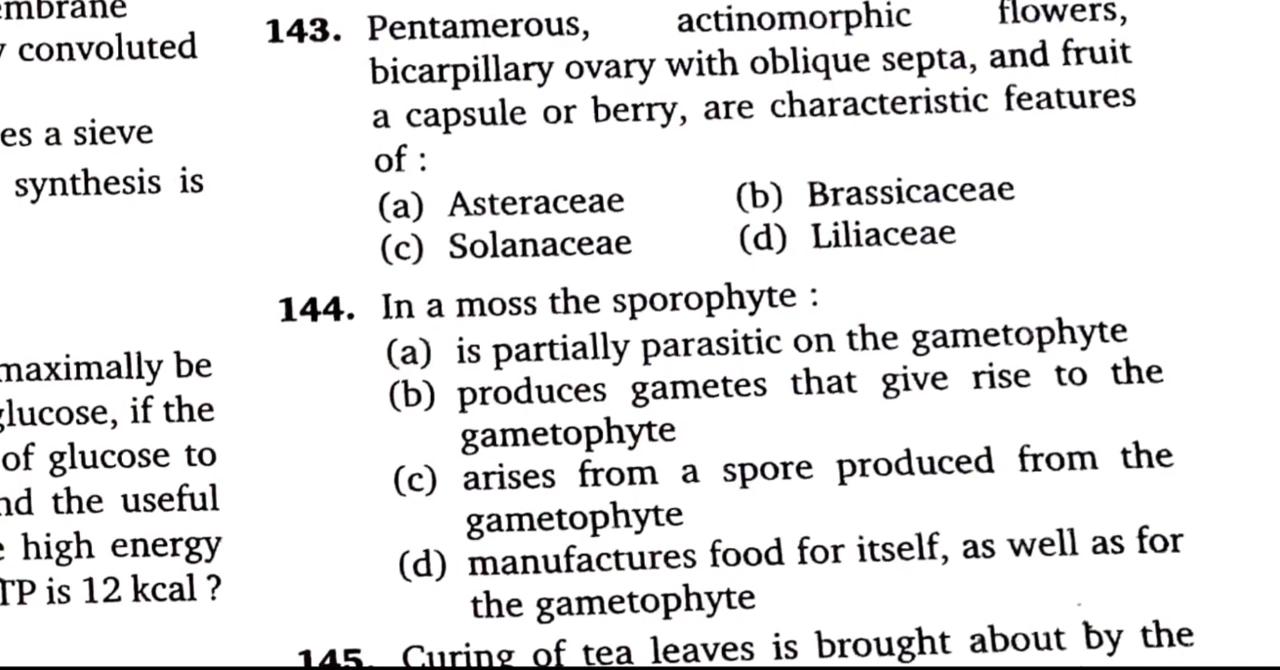 embrane
y convoluted
es a sieve
synthesis is
maximally be
glucose, if the
of glucose to
nd the useful
e high energy
TP is 12 kcal ?
143. Pentamerous, actinomorphic flowers,
bicarpillary ovary with oblique septa, and fruit
a capsule or berry, are characteristic features
of :
(a) Asteraceae (b) Brassicaceae
(c) Solanaceae (d) Liliaceae
144. In a moss the sporophyte :
(a) is partially parasitic on the gametophyte
(b) produces gametes that give rise to the
gametophyte
(c) arises from a spore produced from the
gametophyte
(d) manufactures food for itself, as well as for
the gametophyte
145. Curing of tea leaves is brought about by the